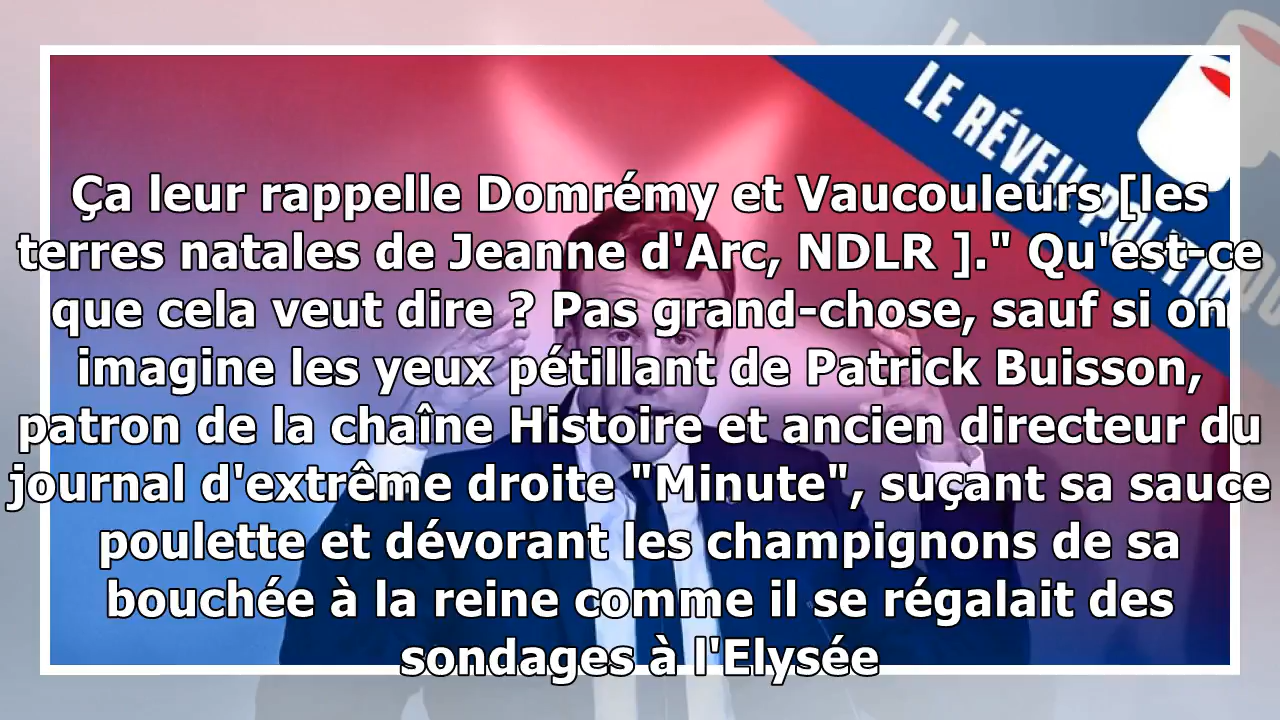 LE RÉVEIL POLITIQUE
Ça leur rappelle Domrémy et Vaucouleurs [les
terres natales de Jeanne d'Arc, NDLR ]." Qu'est-ce
que cela veut dire ? Pas grand-chose, sauf si on
imagine les yeux pétillant de Patrick Buisson,
patron de la chaîne Histoire et ancien directeur du
journal d'extrême droite "Minute", suçant sa sauce
poulette et dévorant les champignons de sa
bouchée à la reine comme il se régalait des
sondages à l'Elysée